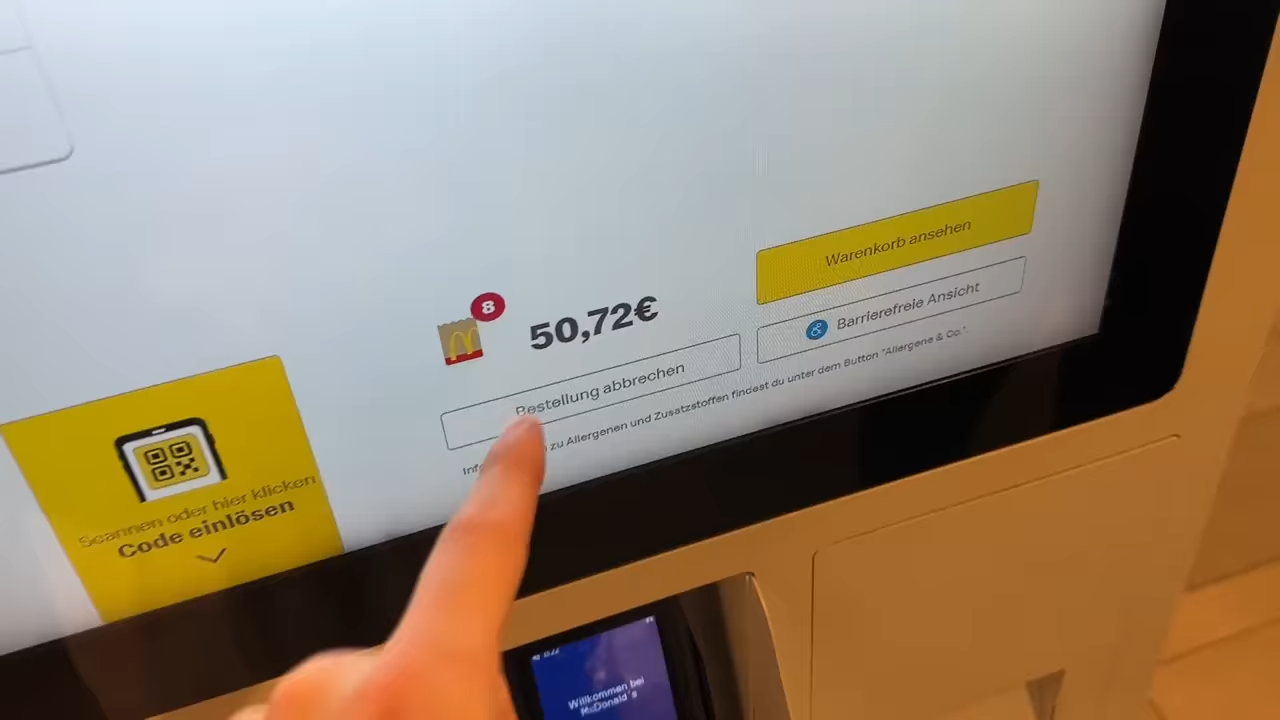 Warenkorb ansehen
8
50,72€
Barrierefreie Ansicht
Bestellung abbrechen
zu Allergenen und Zusatzstoffen findest du unter dem Button "Allergene & Co.".
Scannen oder hier klicken
Code einlösen
Willkommen bei
McDonald's